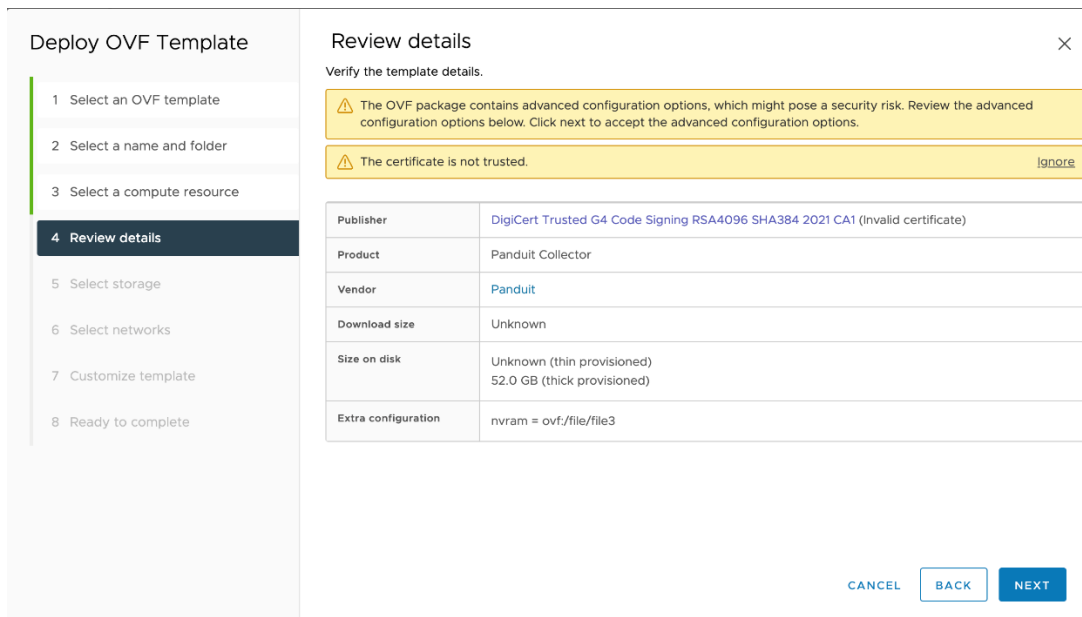 Deploy OVF Template
1 Select an OVF template
2 Select a name and folder
3 Select a compute resource
4 Review details
5 Select storage
6 Select networks
7 Customize template
8 Ready to complete
Review details
Verify the template details.
The OVF package contains advanced configuration options, which might pose a security risk. Review the advanced
configuration options below. Click next to accept the advanced configuration options.
The certificate is not trusted. Ignore
Publisher DigiCert Trusted G4 Code Signing RSA4096 SHA384 2021 CA1 (Invalid certificate)
Product Panduit Collector
Vendor Panduit
Download size Unknown
Size on disk Unknown (thin provisioned)
52.0 GB (thick provisioned)
Extra configuration nvram = ovf:/file/file3
CANCEL BACK NEXT